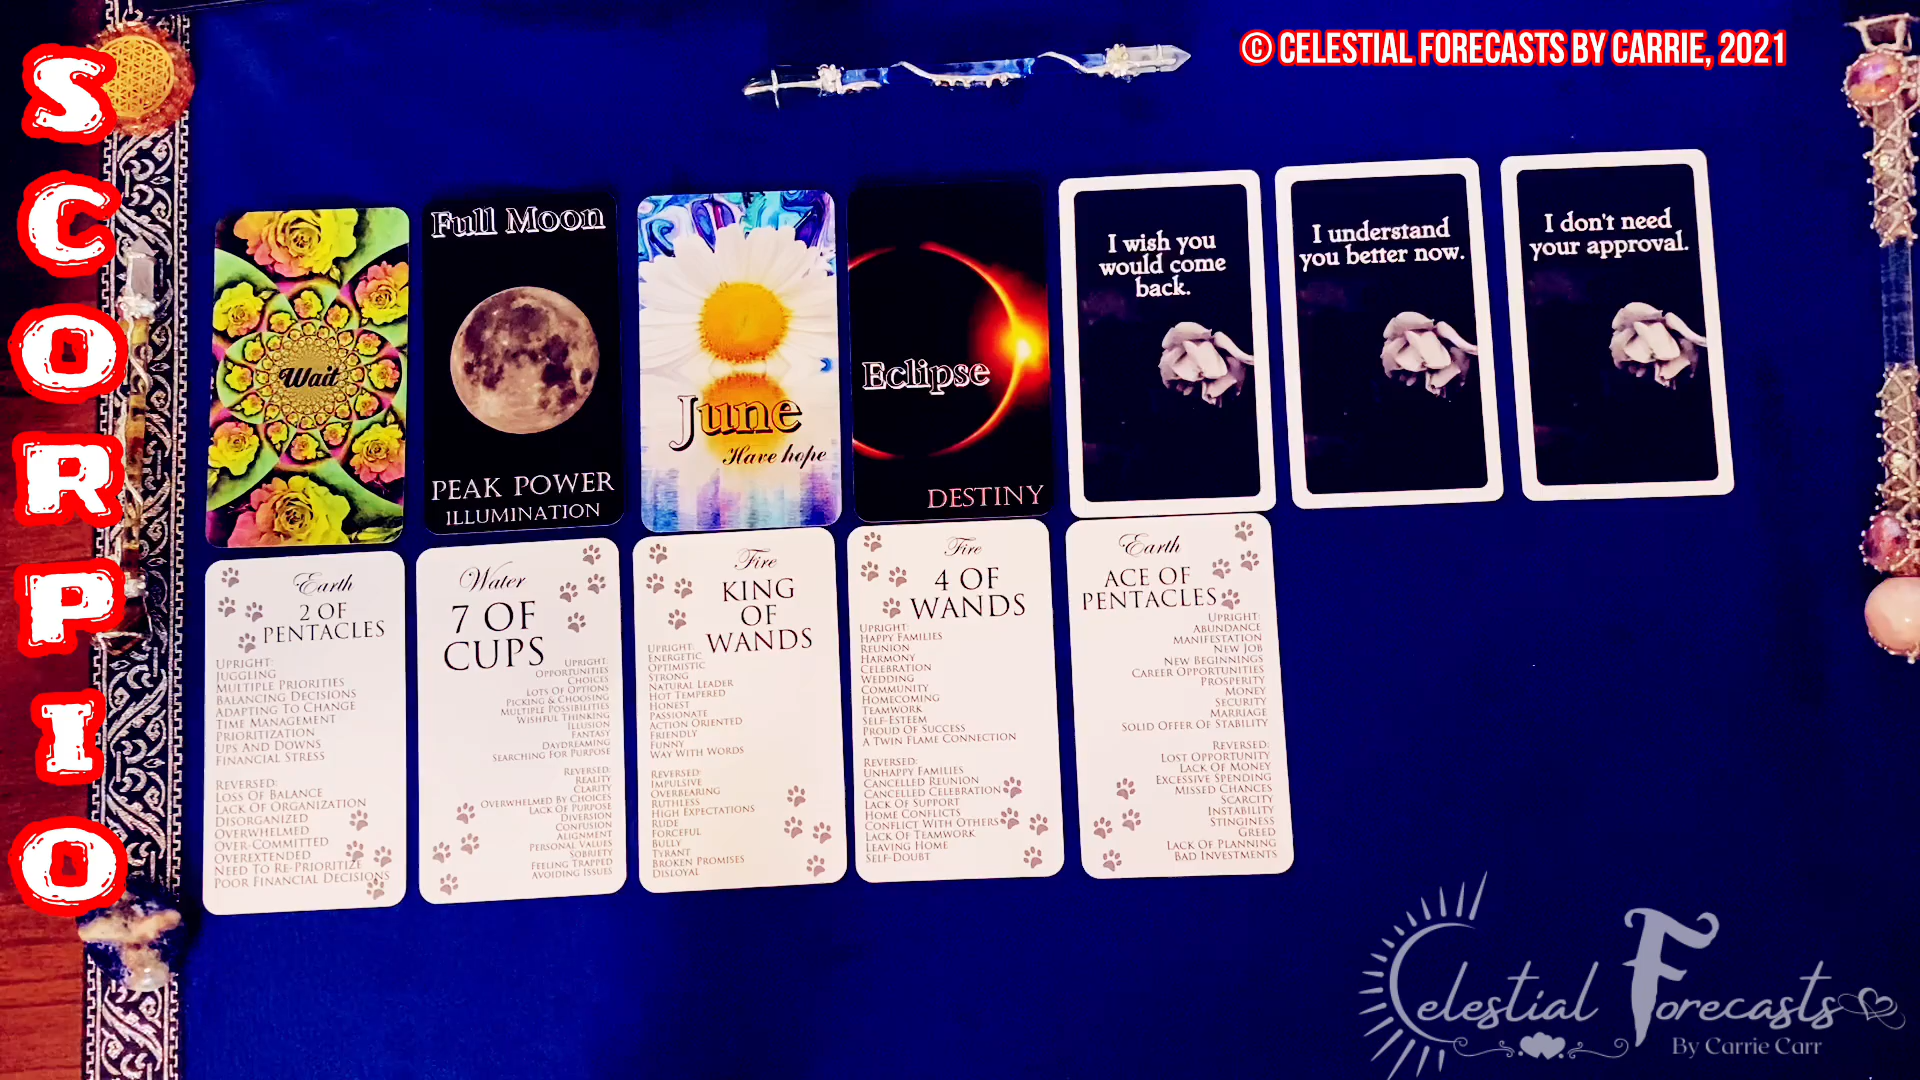 SCORPIO
© CELESTIAL FORECASTS BY CARRIE, 2021
Wait
Full Moon
PEAK POWER
ILLUMINATION
June
Have hope
Eclipse
DESTINY
I wish you
would come
back.
I understand
you better now.
I don't need
your approval.
Earth
2 OF
PENTACLES
UPRIGHT:
JUGGLING
MULTIPLE PRIORITIES
BALANCING DECISIONS
ADAPTING TO CHANGE
TIME MANAGEMENT
PRIORITIZATION
UPS AND DOWNS
FINANCIAL STRESS
REVERSED:
LOSS OF BALANCE
LACK OF ORGANIZATION
DISORGANIZED
OVERWHELMED
OVER-COMMITTED
OVEREXTENDED
NEED TO RE-PRIORITIZE
POOR FINANCIAL DECISIONS
Water
7 OF
CUPS
UPRIGHT:
OPPORTUNITIES
CHOICES
LOTS OF OPTIONS
PICKING & CHOOSING
MULTIPLE POSSIBILITIES
WISHFUL THINKING
ILLUSION
FANTASY
DAYDREAMING
SEARCHING FOR PURPOSE
REVERSED:
REALITY
CLARITY
OVERWHELMED BY CHOICES
LACK OF PURPOSE
DIVERSION
CONFUSION
ALIGNMENT
PERSONAL VALUES
SOBRIETY
FEELING TRAPPED
AVOIDING ISSUES
Fire
KING
OF
WANDS
UPRIGHT:
ENERGETIC
OPTIMISTIC
STRONG
NATURAL LEADER
HOT TEMPERED
HONEST
PASSIONATE
ACTION ORIENTED
FRIENDLY
FUNNY
WAY WITH WORDS
REVERSED:
IMPULSIVE
OVERBEARING
RUTHLESS
HIGH EXPECTATIONS
RUDE
FORCEFUL
BULLY
TYRANT
BROKEN PROMISES
DISLOYAL
Fire
4 OF
WANDS
UPRIGHT:
HAPPY FAMILIES
REUNION
HARMONY
CELEBRATION
WEDDING
COMMUNITY
HOMECOMING
TEAMWORK
SELF-ESTEEM
PROUD OF SUCCESS
A TWIN FLAME CONNECTION
REVERSED:
UNHAPPY FAMILIES
CANCELLED REUNION
CANCELLED CELEBRATION
LACK OF SUPPORT
HOME CONFLICTS
CONFLICT WITH OTHERS
LACK OF TEAMWORK
LEAVING HOME
SELF-DOUBT
Earth
ACE OF
PENTACLES
UPRIGHT:
ABUNDANCE
MANIFESTATION
NEW JOB
NEW BEGINNINGS
CAREER OPPORTUNITIES
PROSPERITY
MONEY
SECURITY
MARRIAGE
SOLID OFFER OF STABILITY
REVERSED:
LOST OPPORTUNITY
LACK OF MONEY
EXCESSIVE SPENDING
MISSED CHANCES
SCARCITY
INSTABILITY
STINGINESS
GREED
LACK OF PLANNING
BAD INVESTMENTS
Celestial Forecasts
By Carrie Carr